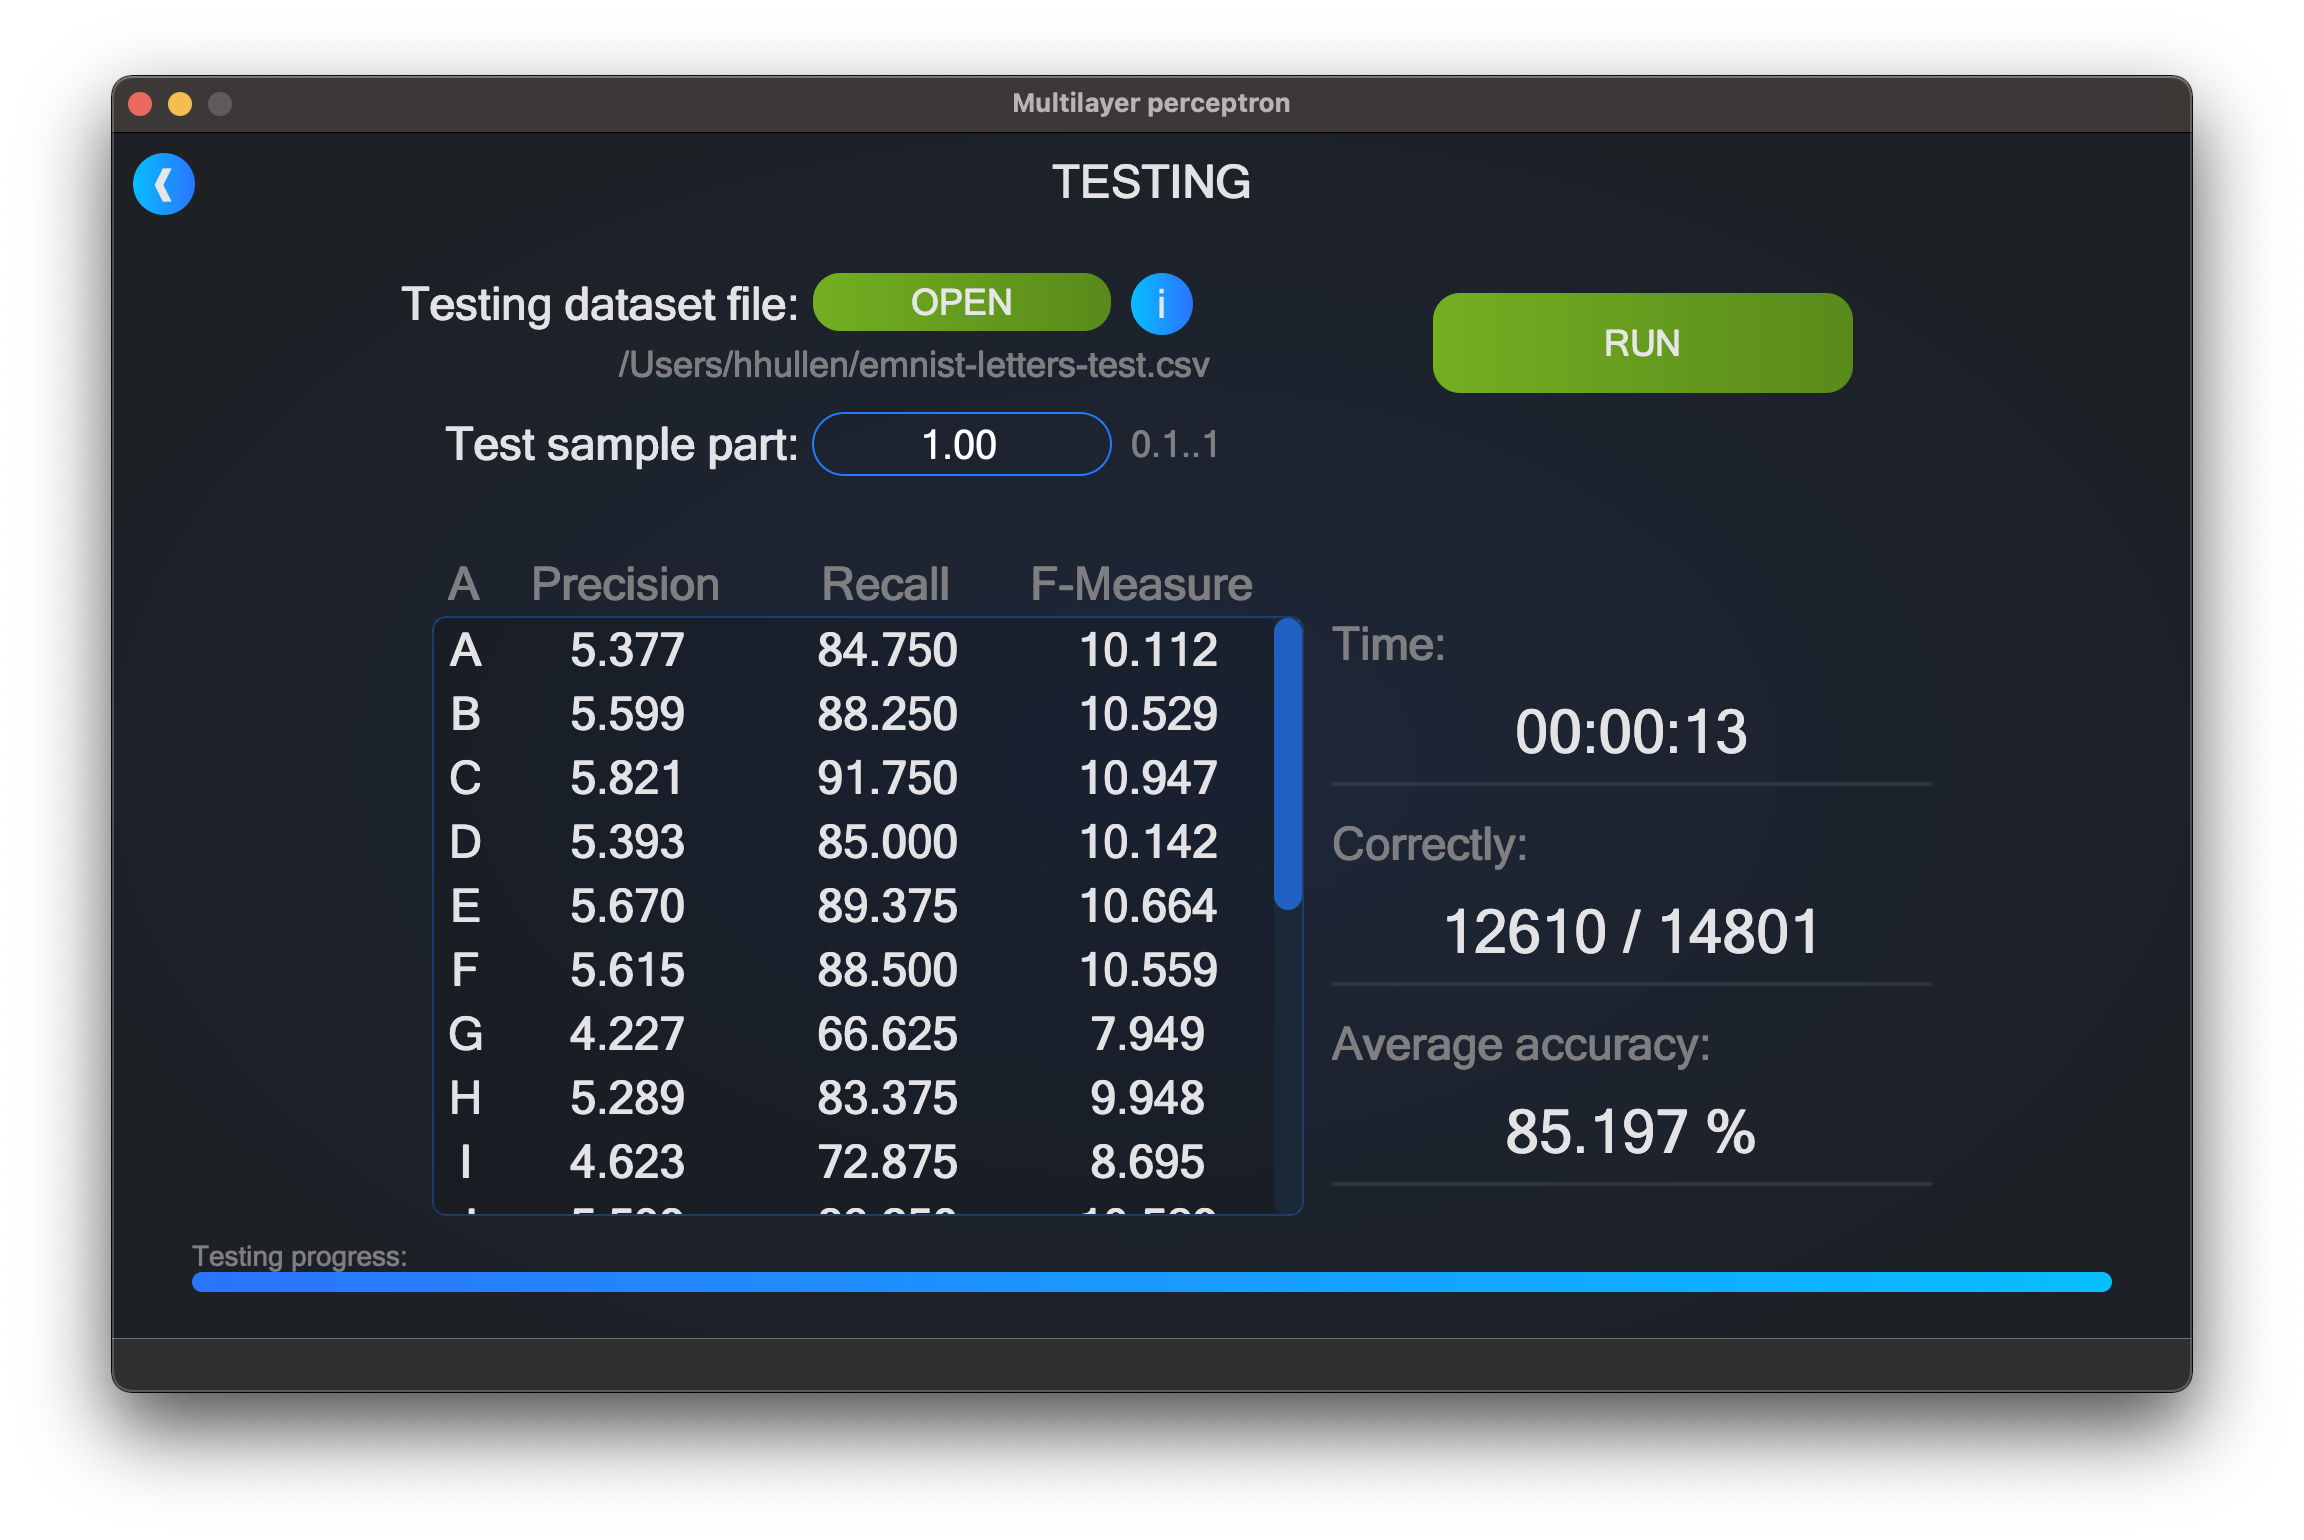 Multilayer perceptron
TESTING
Testing dataset file: OPEN i
/Users/hhullen/emnist-letters-test.csv
RUN
Test sample part: 1.00 0.1..1
A Precision Recall F-Measure
A 5.377 84.750 10.112
B 5.599 88.250 10.529
C 5.821 91.750 10.947
D 5.393 85.000 10.142
E 5.670 89.375 10.664
F 5.615 88.500 10.559
G 4.227 66.625 7.949
H 5.289 83.375 9.948
I 4.623 72.875 8.695
Time:
00:00:13
Correctly:
12610 / 14801
Average accuracy:
85.197 %
Testing progress: